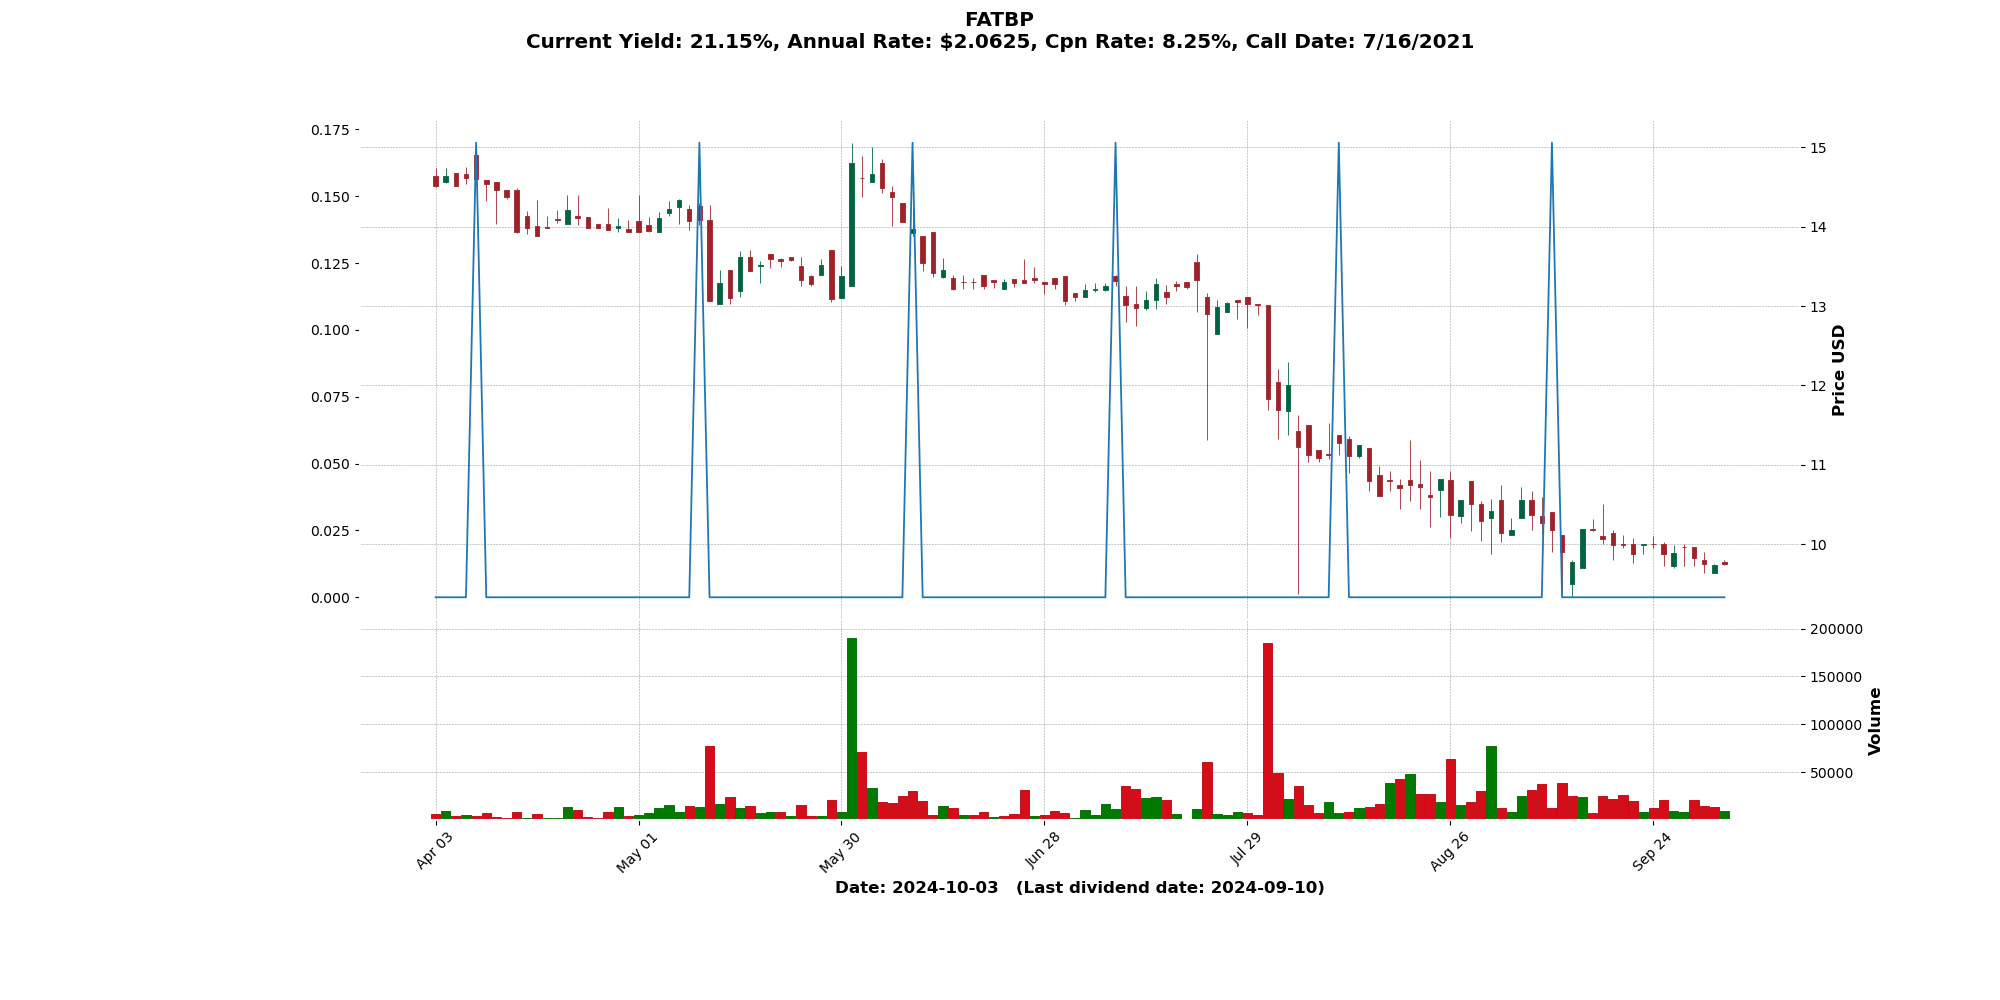 FATBP
Current Yield: 21.15%, Annual Rate: $2.0625, Cpn Rate: 8.25%, Call Date: 7/16/2021
0.175
0.150
0.125
0.100
0.075
0.050
0.025
0.000
15
14
13
12
11
10
Price USD
200000
150000
100000
50000
Volume
Apr 03
May 01
May 30
Jun 28
Jul 29
Aug 26
Sep 24
Date: 2024-10-03 (Last dividend date: 2024-09-10)